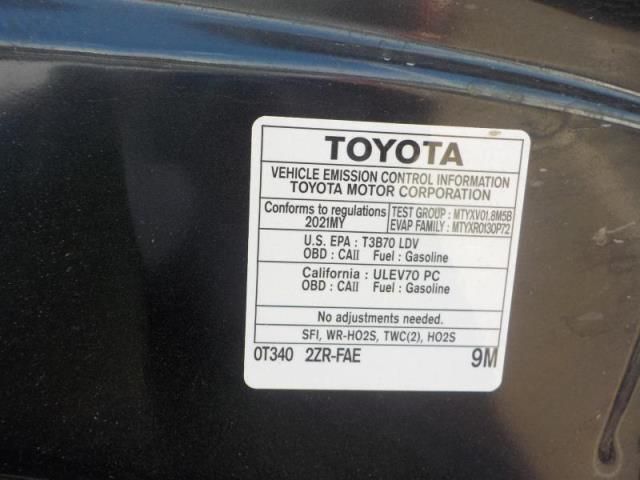 TOYOTA
VEHICLE EMISSION CONTROL INFORMATION
TOYOTA MOTOR CORPORATION
Conforms to regulations
2021MY
TEST GROUP : MTYXV01.8M5B
EVAP FAMILY : MTYXR0130P72
U.S. EPA : T3B70 LDV
OBD : CAII Fuel : Gasoline
California : ULEV70 PC
OBD : CAII Fuel : Gasoline
No adjustments needed.
SFI, WR-HO2S, TWC(2), HO2S
0T340 2ZR-FAE 9M